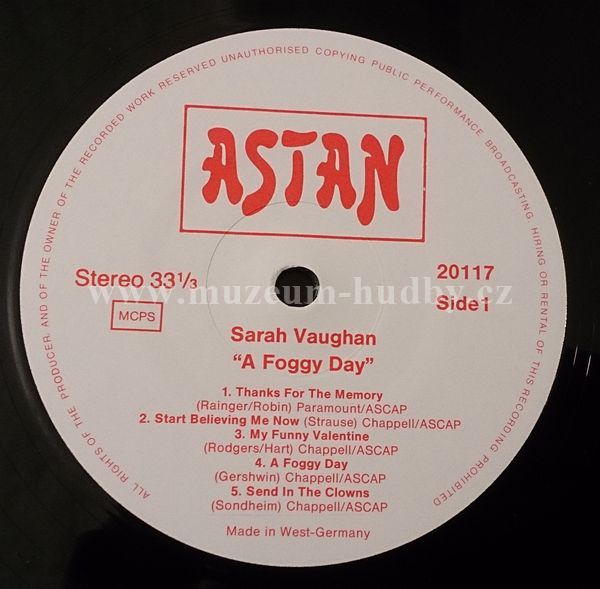 ALL RIGHTS OF THE PRODUCER, AND OF THE OWNER OF THE RECORDED WORK RESERVED UNAUTHORISED COPYING PUBLIC PERFORMANCE BROADCASTING, HIRING OR RENTAL OF THIS RECORDING PROHIBITED
ASTAN
Stereo 33 1/3
20117
MCPS
Side 1
www.muzeum-hudby.cz
Sarah Vaughan
“A Foggy Day”
1. Thanks For The Memory
(Rainger/Robin) Paramount/ASCAP
2. Start Believing Me Now (Strause) Chappell/ASCAP
3. My Funny Valentine
(Rodgers/Hart) Chappell/ASCAP
4. A Foggy Day
(Gershwin) Chappell/ASCAP
5. Send In The Clowns
(Sondheim) Chappell/ASCAP
Made in West-Germany